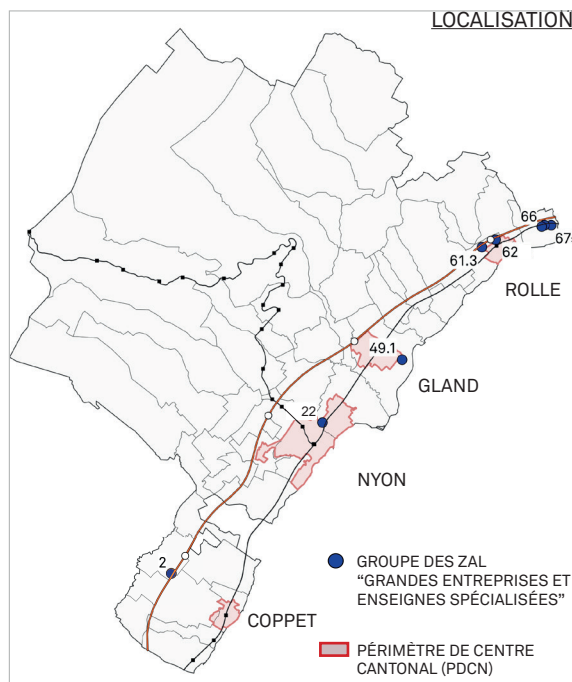 LOCALISATION
66
67
61.3
62
ROLLE
49.1
GLAND
22
NYON
2
COPPET
GROUPE DES ZAL
“GRANDES ENTREPRISES ET
ENSEIGNES SPÉCIALISÉES”
PÉRIMÈTRE DE CENTRE
CANTONAL (PDCN)